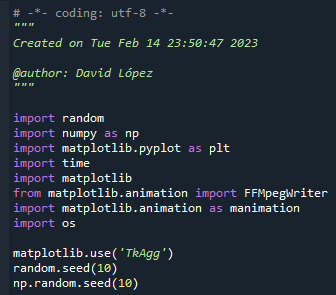 # -*- coding: utf-8 -*-
"""
Created on Tue Feb 14 23:50:47 2023
@author: David López
"""
import random
import numpy as np
import matplotlib.pyplot as plt
import time
import matplotlib
from matplotlib.animation import FFMpegWriter
import matplotlib.animation as manimation
import os
matplotlib.use('TkAgg')
random.seed(10)
np.random.seed(10)